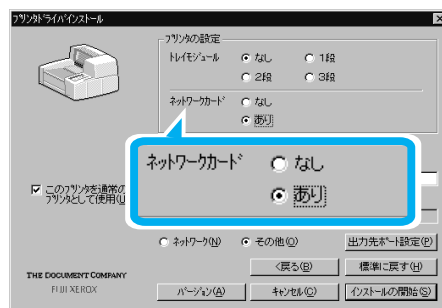 プリンタドライバインストール
プリンタの設定
トレイモジュール
なし
1段
2段
3段
ネットワークカード
なし
あり
ネットワークカード
なし
あり
このプリンタを通常の
プリンタとして使用(U
ネットワーク(N)
その他(O)
出力先ポート設定(P)
<戻る(B)
標準に戻す(H)
THE DOCUMENT COMPANY
FUJI XEROX
バージョン(A)
キャンセル(C)
インストールの開始(S)